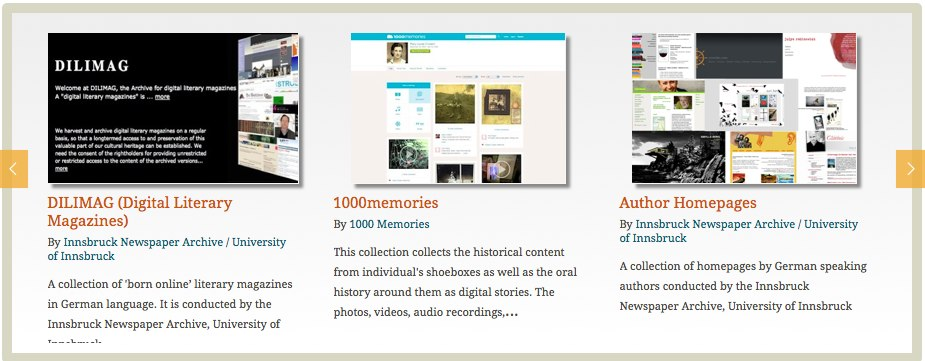 DILIMAG
Welcome at DILIMAG, the Archive for digital literary magazines
A "digital literary magazines" is ... more
We harvest and archive digital literary magazines on a regular
basis, so that a longtermed access to and preservation of this
valuable part of our cultural heritage can be established. We
need the consent of the rightholders for providing unrestricted
or restricted access to the content of the archived versions...
more
1000memories
DILIMAG (Digital Literary
Magazines)
By Innsbruck Newspaper Archive / University
of Innsbruck
A collection of 'born online’ literary magazines
in German language. It is conducted by the
Innsbruck Newspaper Archive, University of
Innsbruck
1000memories
By 1000 Memories
This collection collects the historical content
from individual's shoeboxes as well as the oral
history around them as digital stories. The
photos, videos, audio recordings,...
Author Homepages
By Innsbruck Newspaper Archive / University
of Innsbruck
A collection of homepages by German speaking
authors conducted by the Innsbruck
Newspaper Archive, University of Innsbruck